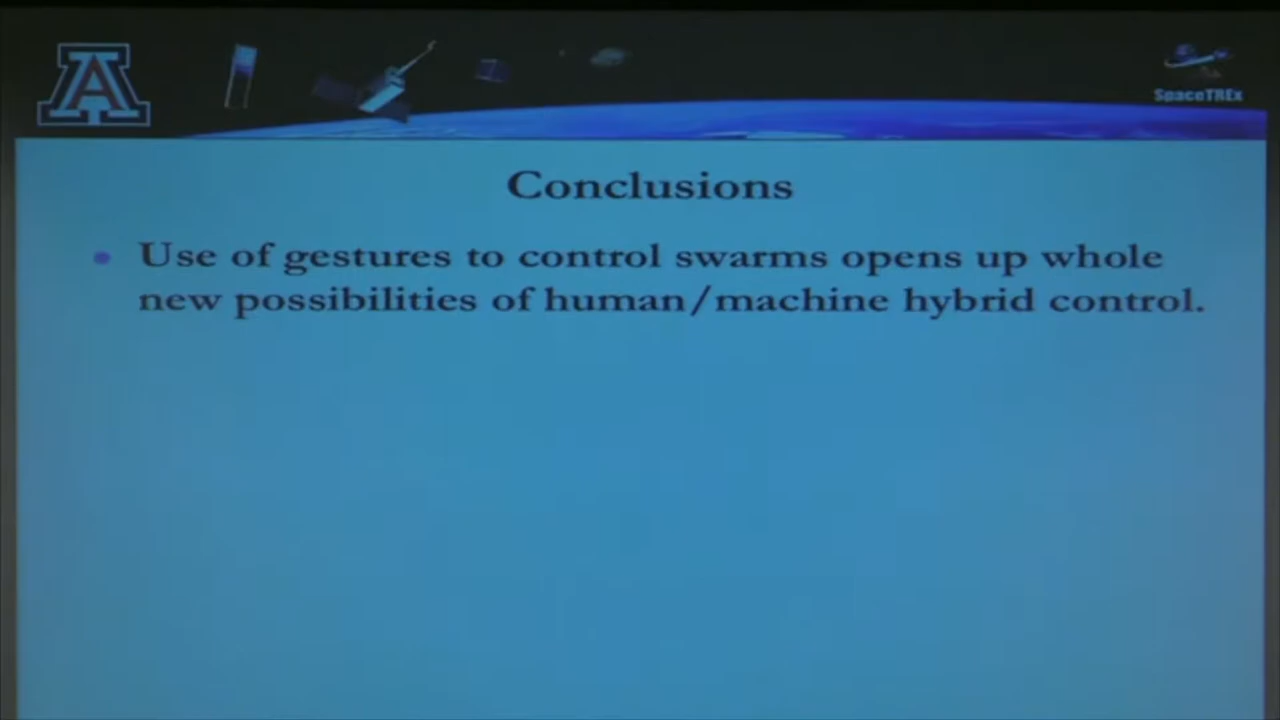 A
SpaceTREx
Conclusions
Use of gestures to control swarms opens up whole
new possibilities of human/machine hybrid control.